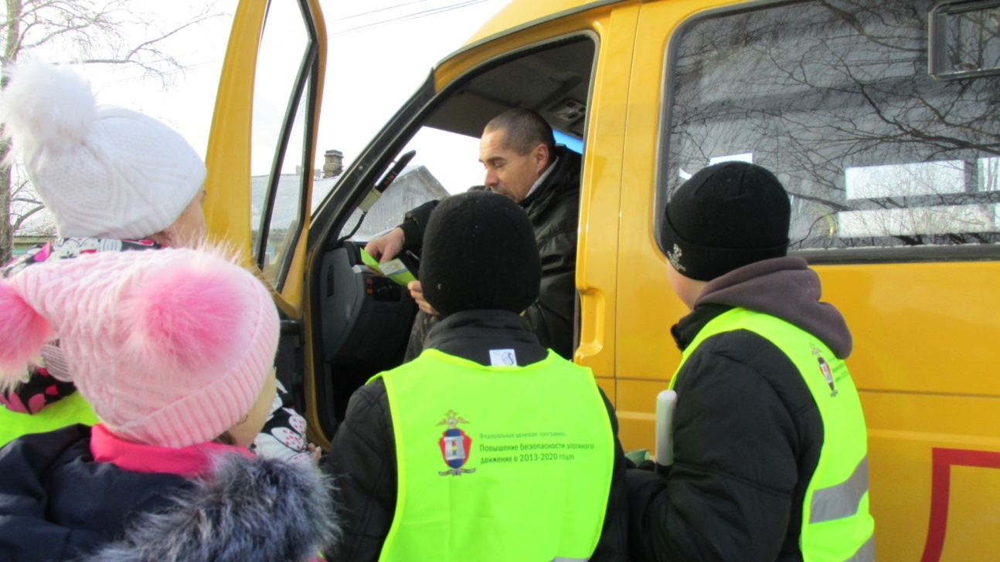 Федеральная целевая программа
Повышение безопасности дорожного
движения в 2013-2020 годах